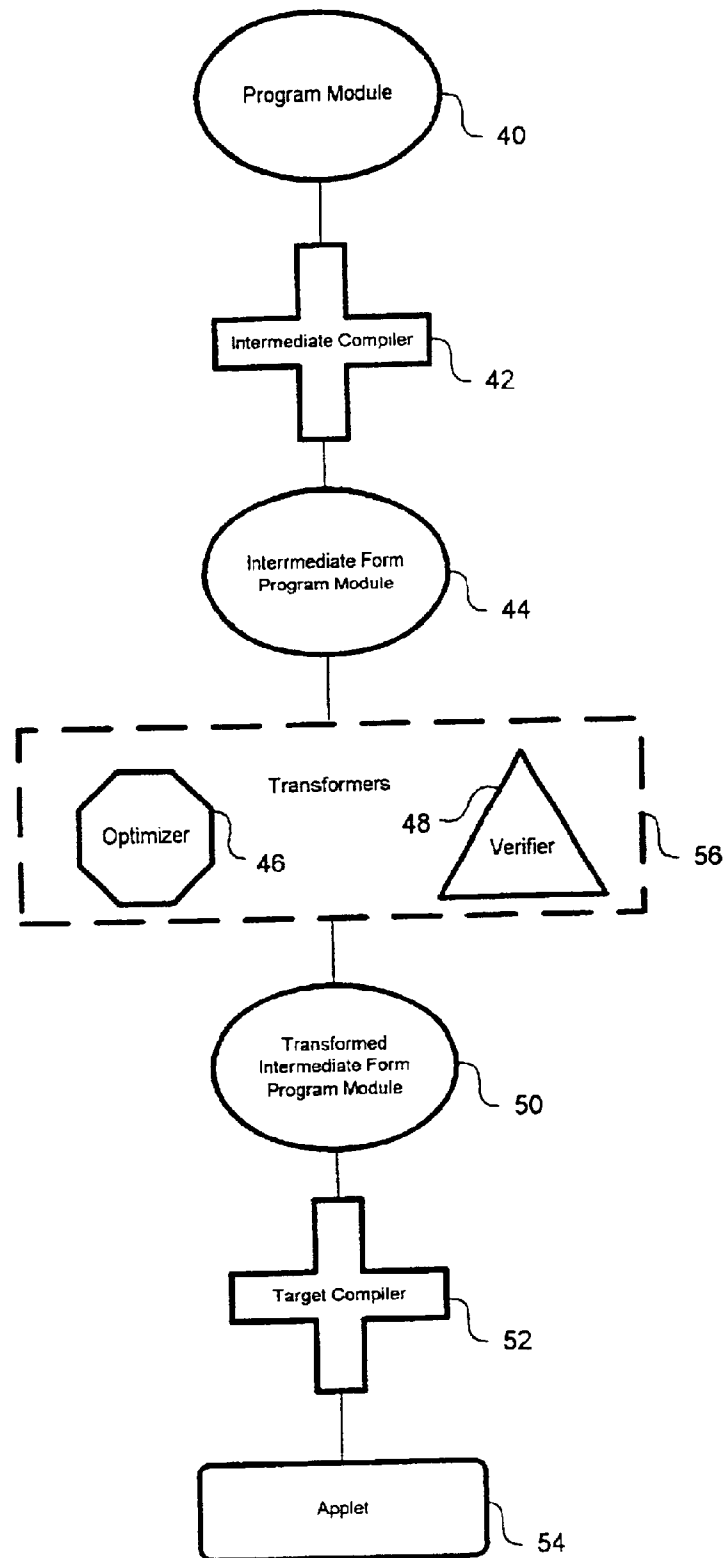 Program Module
40
Intermediate Compiler
42
Interrmediate Form
Program Module
44
Transformers
Optimizer
46
48
Verifier
56
Transformed
Intermediate Form
Program Module
50
Target Compiler
52
Applet
54